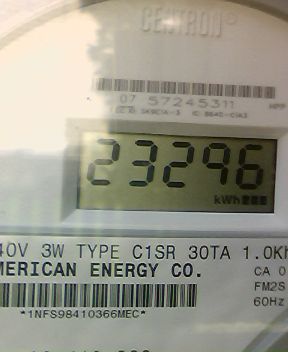 CENTRON®
07 57245311
23296
kWh
40V 3W TYPE C1SR 30TA 1.0Kh
MERICAN ENERGY CO.
CA 0
FM2S
*1NFS98410366MEC*
60Hz